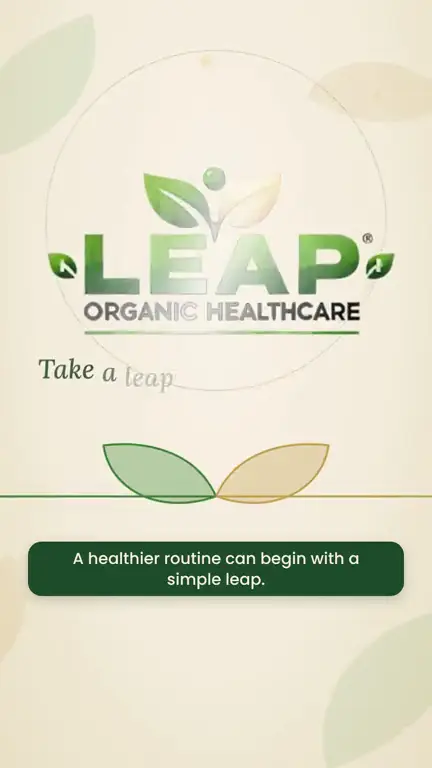 LEAP®
ORGANIC HEALTHCARE
Take a leap
A healthier routine can begin with a
simple leap.